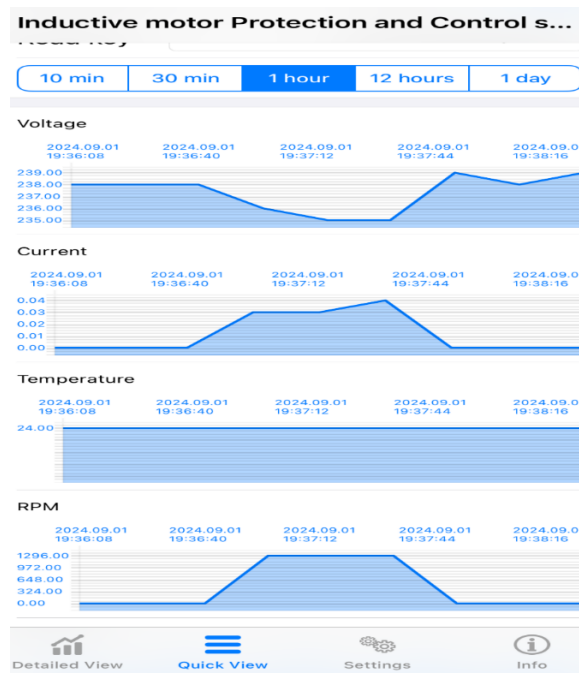 Inductive motor Protection and Control s...
10 min 30 min 1 hour 12 hours 1 day
Voltage
2024.09.01 2024.09.01 2024.09.01 2024.09.01 2024.09.0
19:36:08 19:36:40 19:37:12 19:37:44 19:38:16
239.00
238.00
237.00
236.00
235.00
Current
2024.09.01 2024.09.01 2024.09.01 2024.09.01 2024.09.0
19:36:08 19:36:40 19:37:12 19:37:44 19:38:16
0.04
0.03
0.02
0.01
0.00
Temperature
2024.09.01 2024.09.01 2024.09.01 2024.09.01 2024.09.0
19:36:08 19:36:40 19:37:12 19:37:44 19:38:16
24.00
RPM
2024.09.01 2024.09.01 2024.09.01 2024.09.01 2024.09.0
19:36:08 19:36:40 19:37:12 19:37:44 19:38:16
1296.00
972.00
648.00
324.00
0.00
Detailed View Quick View Settings Info